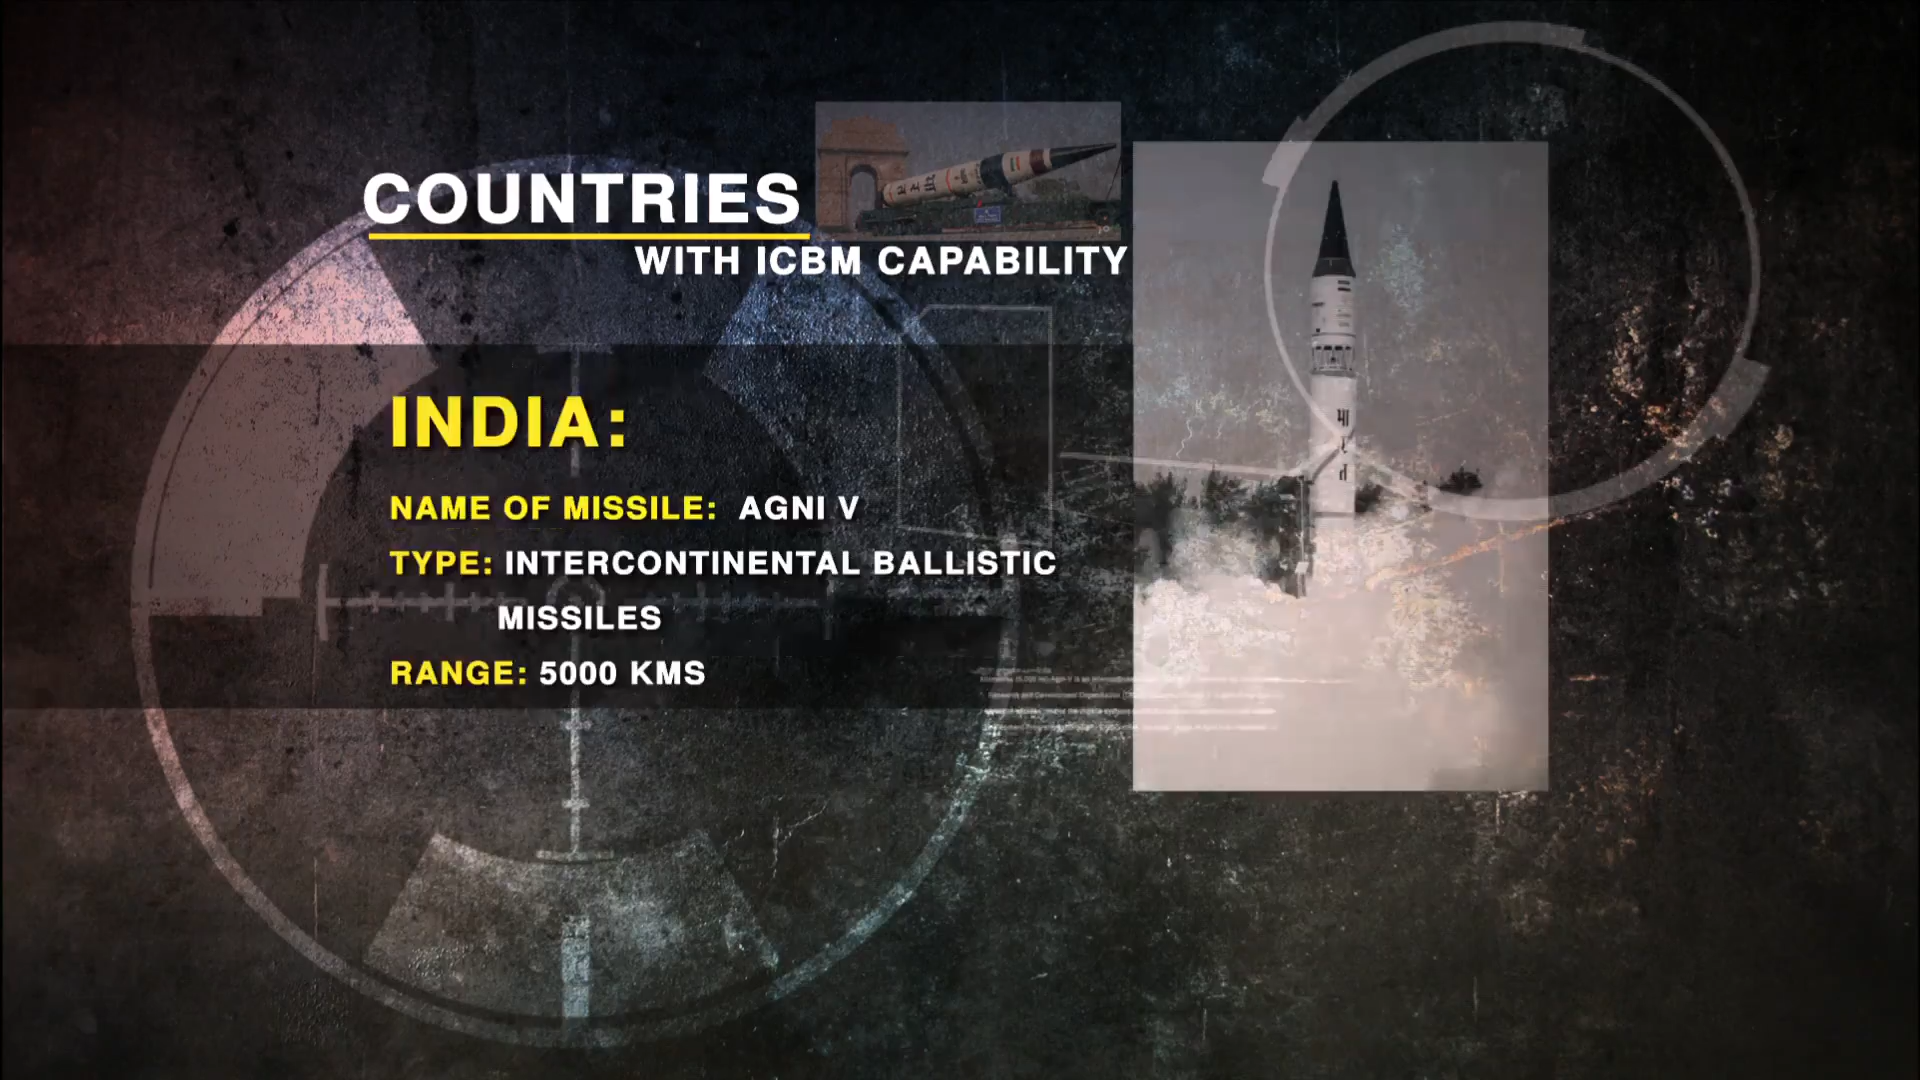 COUNTRIES
WITH ICBM CAPABILITY
INDIA:
NAME OF MISSILE: AGNI V
TYPE: INTERCONTINENTAL BALLISTIC
MISSILES
RANGE: 5000 KMS